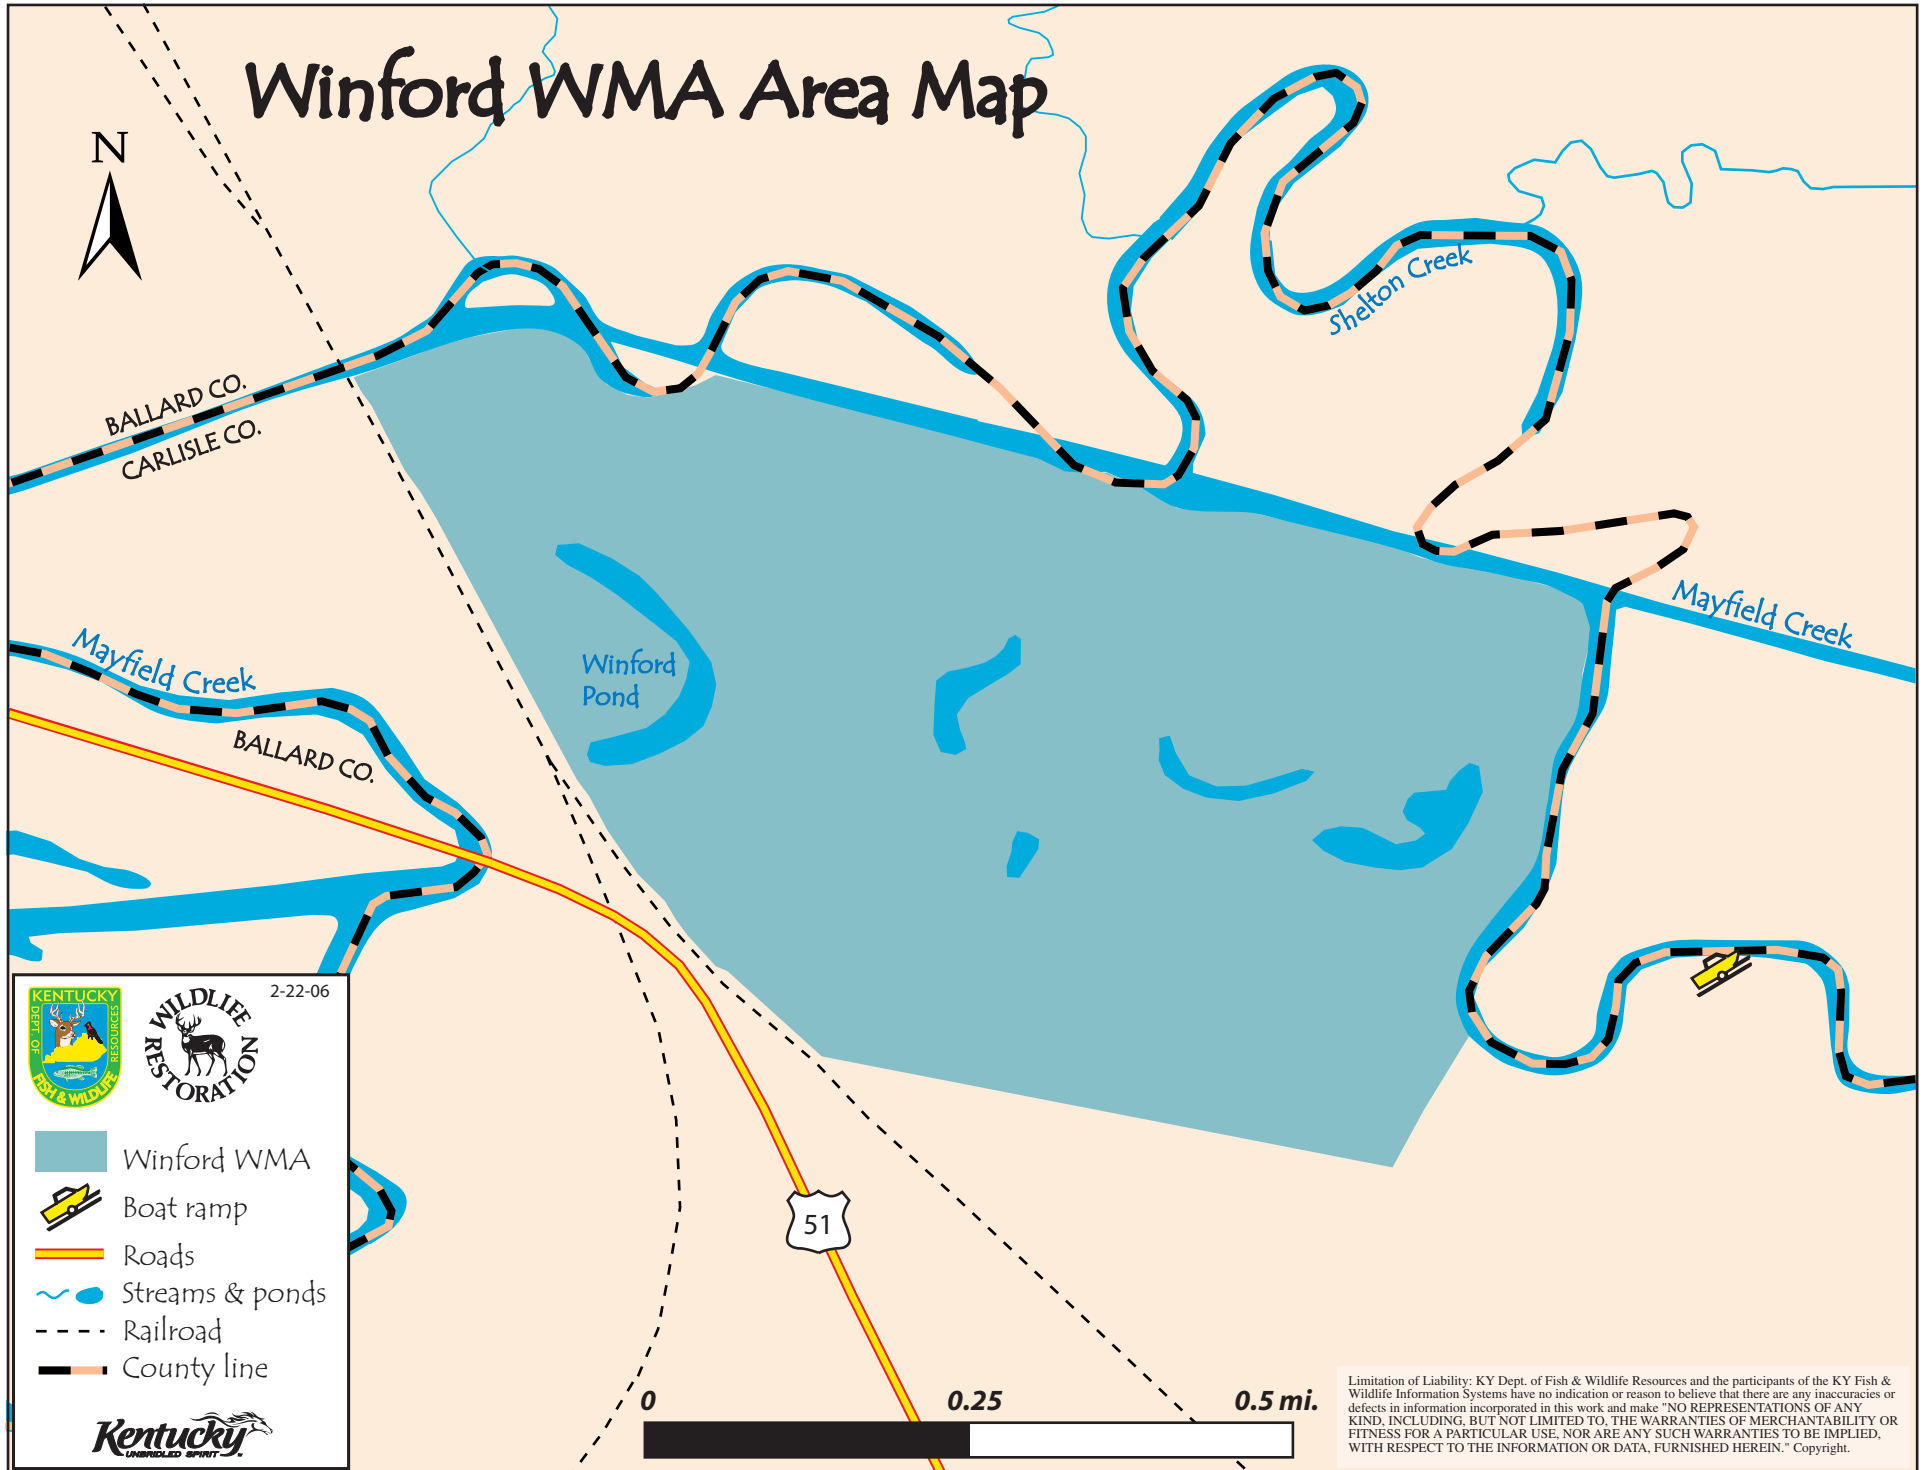 Winford WMA Area Map
N
Shelton Creek
BALLARD CO.
CARLISLE CO.
Mayfield Creek
Mayfield Creek
Winford
Pond
BALLARD CO.
2-22-06
KENTUCKY
DEPT. OF
RESOURCES
FISH & WILDLIFE
WILDLIFE
RESTORATION
Winford WMA
Boat ramp
Roads
Streams & ponds
Railroad
County line
Kentucky
UNBRIDLED SPIRIT
51
0 0.25 0.5 mi.
Limitation of Liability: KY Dept. of Fish & Wildlife Resources and the participants of the KY Fish &
Wildlife Information Systems have no indication or reason to believe that there are any inaccuracies or
defects in information incorporated in this work and make "NO REPRESENTATIONS OF ANY
KIND, INCLUDING, BUT NOT LIMITED TO, THE WARRANTIES OF MERCHANTABILITY OR
FITNESS FOR A PARTICULAR USE, NOR ARE ANY SUCH WARRANTIES TO BE IMPLIED,
WITH RESPECT TO THE INFORMATION OR DATA, FURNISHED HEREIN." Copyright.